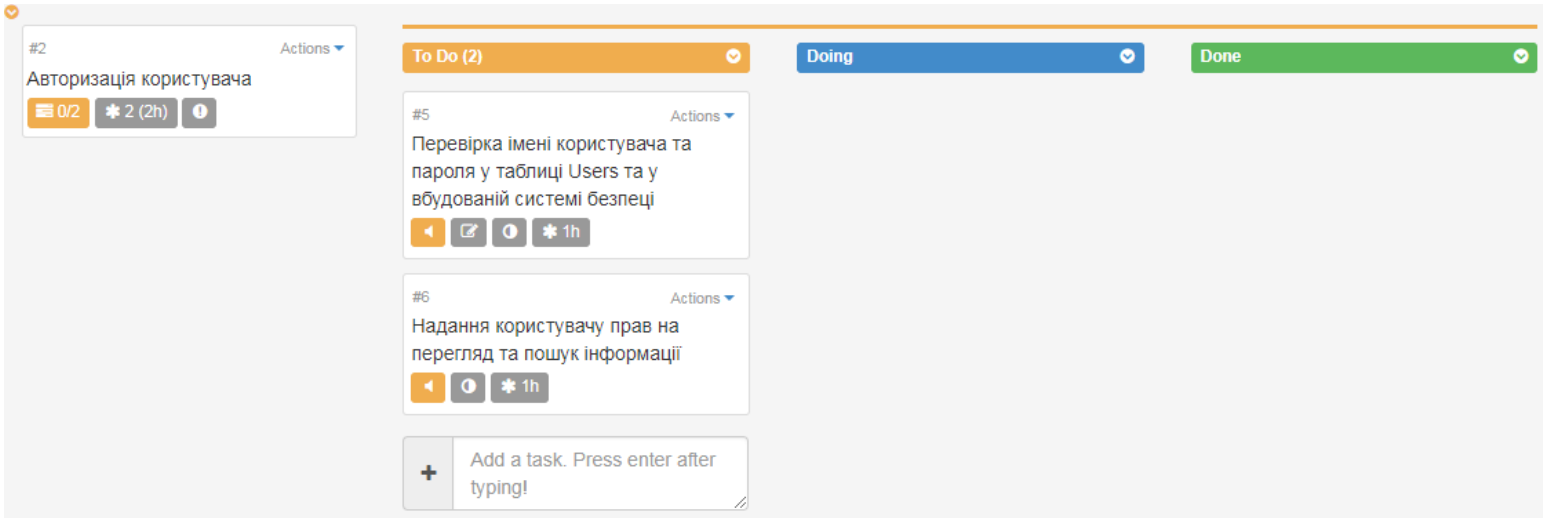 #2 Actions
Авторизація користувача
0/2 2 (2h)
To Do (2)
#5 Actions
Перевірка імені користувача та
пароля у таблиці Users та у
вбудованій системі безпеці
1h
#6 Actions
Надання користувачу прав на
перегляд та пошук інформації
1h
Add a task. Press enter after
typing!
Doing
Done